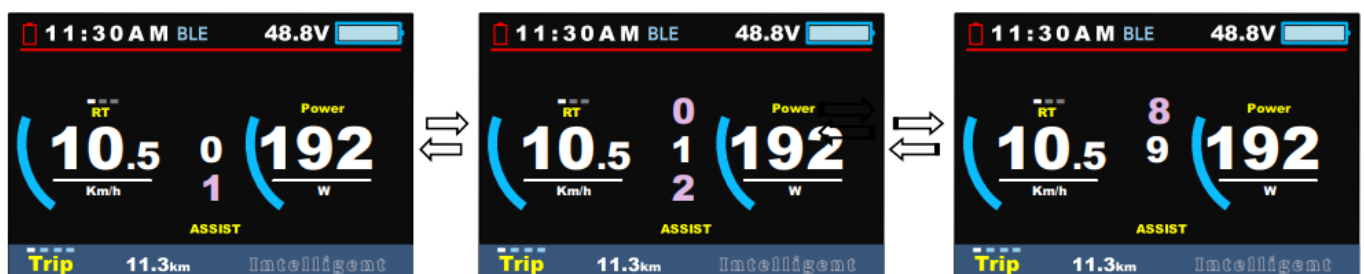 11:30AM BLE 48.8V
RT
Power
10.5 0 192
Km/h 1 W
ASSIST
Trip 11.3km Intelligent
11:30AM BLE 48.8V
RT 0 Power
10.5 1 192
Km/h 2 W
ASSIST
Trip 11.3km Intelligent
11:30AM BLE 48.8V
RT 8 Power
10.5 9 192
Km/h W
ASSIST
Trip 11.3km Intelligent